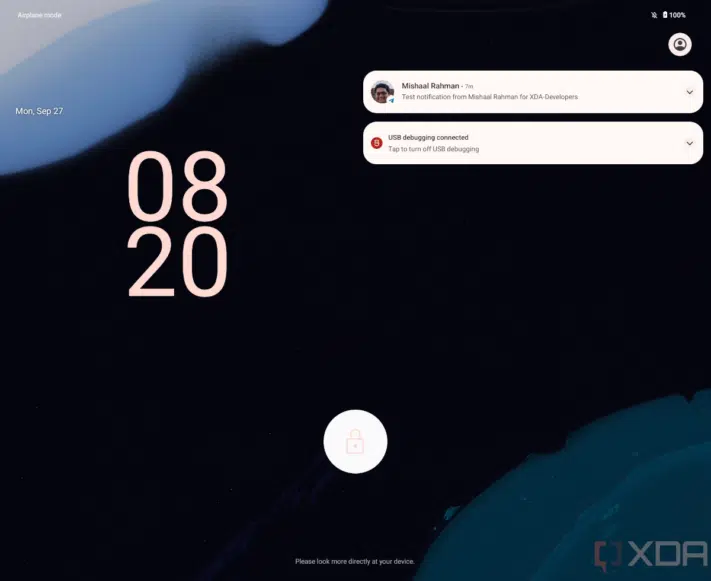 Airplane mode
100%
Mon, Sep 27
08
20
Mishaal Rahman • 7m
Test notification from Mishaal Rahman for XDA-Developers
USB debugging connected
Tap to turn off USB debugging
Please look more directly at your device.
XDA